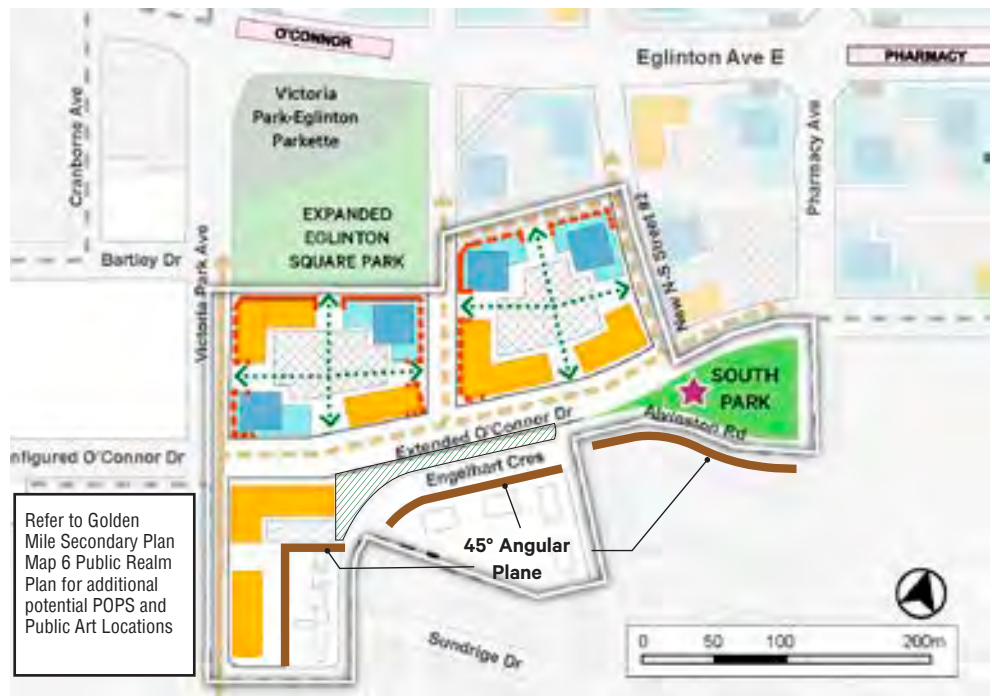 O'CONNOR
Eglinton Ave E
PHARMACY
Cranborne Ave
Victoria
Park-Eglinton
Parkette
Pharmacy Ave
EXPANDED
EGLINTON
SQUARE PARK
Bartley Dr
Victoria Park Ave
New N-S Street #2
SOUTH
PARK
Alvinston Rd
Extended O'Connor Dr
nfigured O'Connor Dr
Engelhart Cres
45° Angular
Plane
Refer to Golden
Mile Secondary Plan
Map 6 Public Realm
Plan for additional
potential POPS and
Public Art Locations
Sundrige Dr
0 50 100 200m